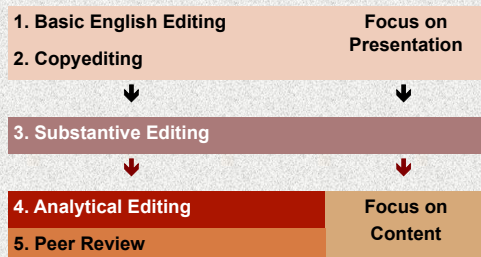 1. Basic English Editing
2. Copyediting
Focus on
Presentation
3. Substantive Editing
4. Analytical Editing
5. Peer Review
Focus on
Content